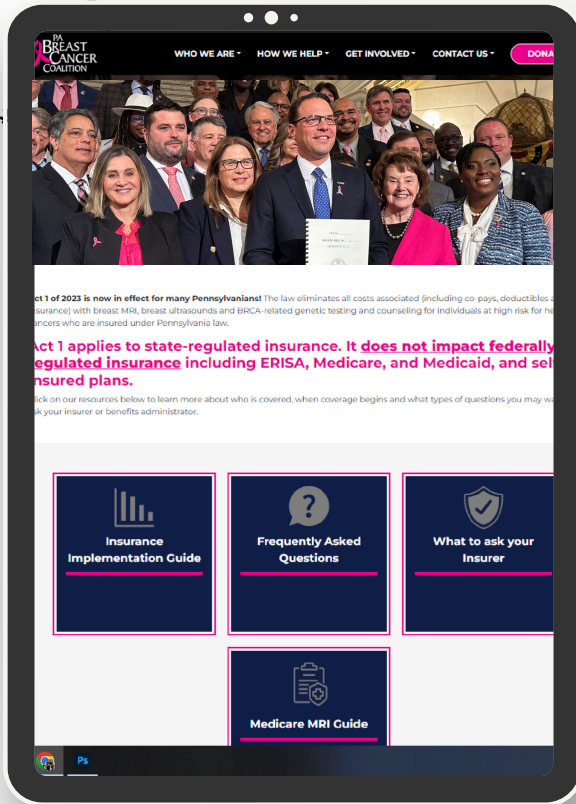 PA
BREAST
CANCER
COALITION
WHO WE ARE
HOW WE HELP
GET INVOLVED
CONTACT US
DONA
ct 1 of 2023 is now in effect for many Pennsylvanians! The law eliminates all costs associated (including co-pays, deductibles a
surance) with breast MRI, breast ultrasounds and BRCA-related genetic testing and counseling for individuals at high risk for he
ancers who are insured under Pennsylvania law.
Act 1 applies to state-regulated insurance. It does not impact federally
egulated insurance including ERISA, Medicare, and Medicaid, and sel
nsured plans.
lick on our resources below to learn more about who is covered, when coverage begins and what types of questions you may wa
sk your insurer or benefits administrator.
Insurance
Implementation Guide
Frequently Asked
Questions
What to ask your
Insurer
Medicare MRI Guide
Ps